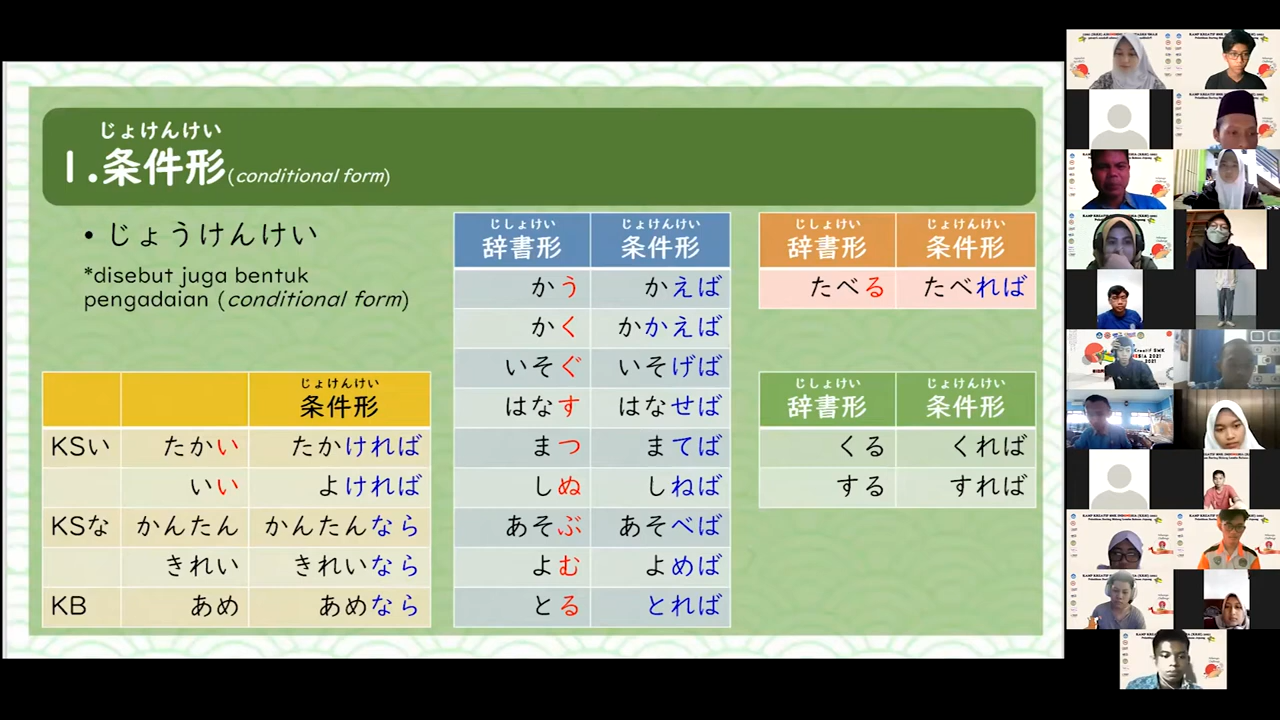 じょけんけい
1.条件形(conditional form)
• じょうけんけい
*disebut juga bentuk
pengadaian (conditional form)
じょけんけい
条件形
KSい たかい たかければ
いい よければ
KSな かんたん かんたんなら
きれい きれいなら
KB あめ あめなら
じしょけい じょけんけい
辞書形 条件形
かう かえば
かく かかえば
いそぐ いそげば
はなす はなせば
まつ まてば
しぬ しねば
あそぶ あそべば
よむ よめば
とる とれば
じしょけい じょけんけい
辞書形 条件形
たべる たべれば
じしょけい じょけんけい
辞書形 条件形
くる くれば
する すれば